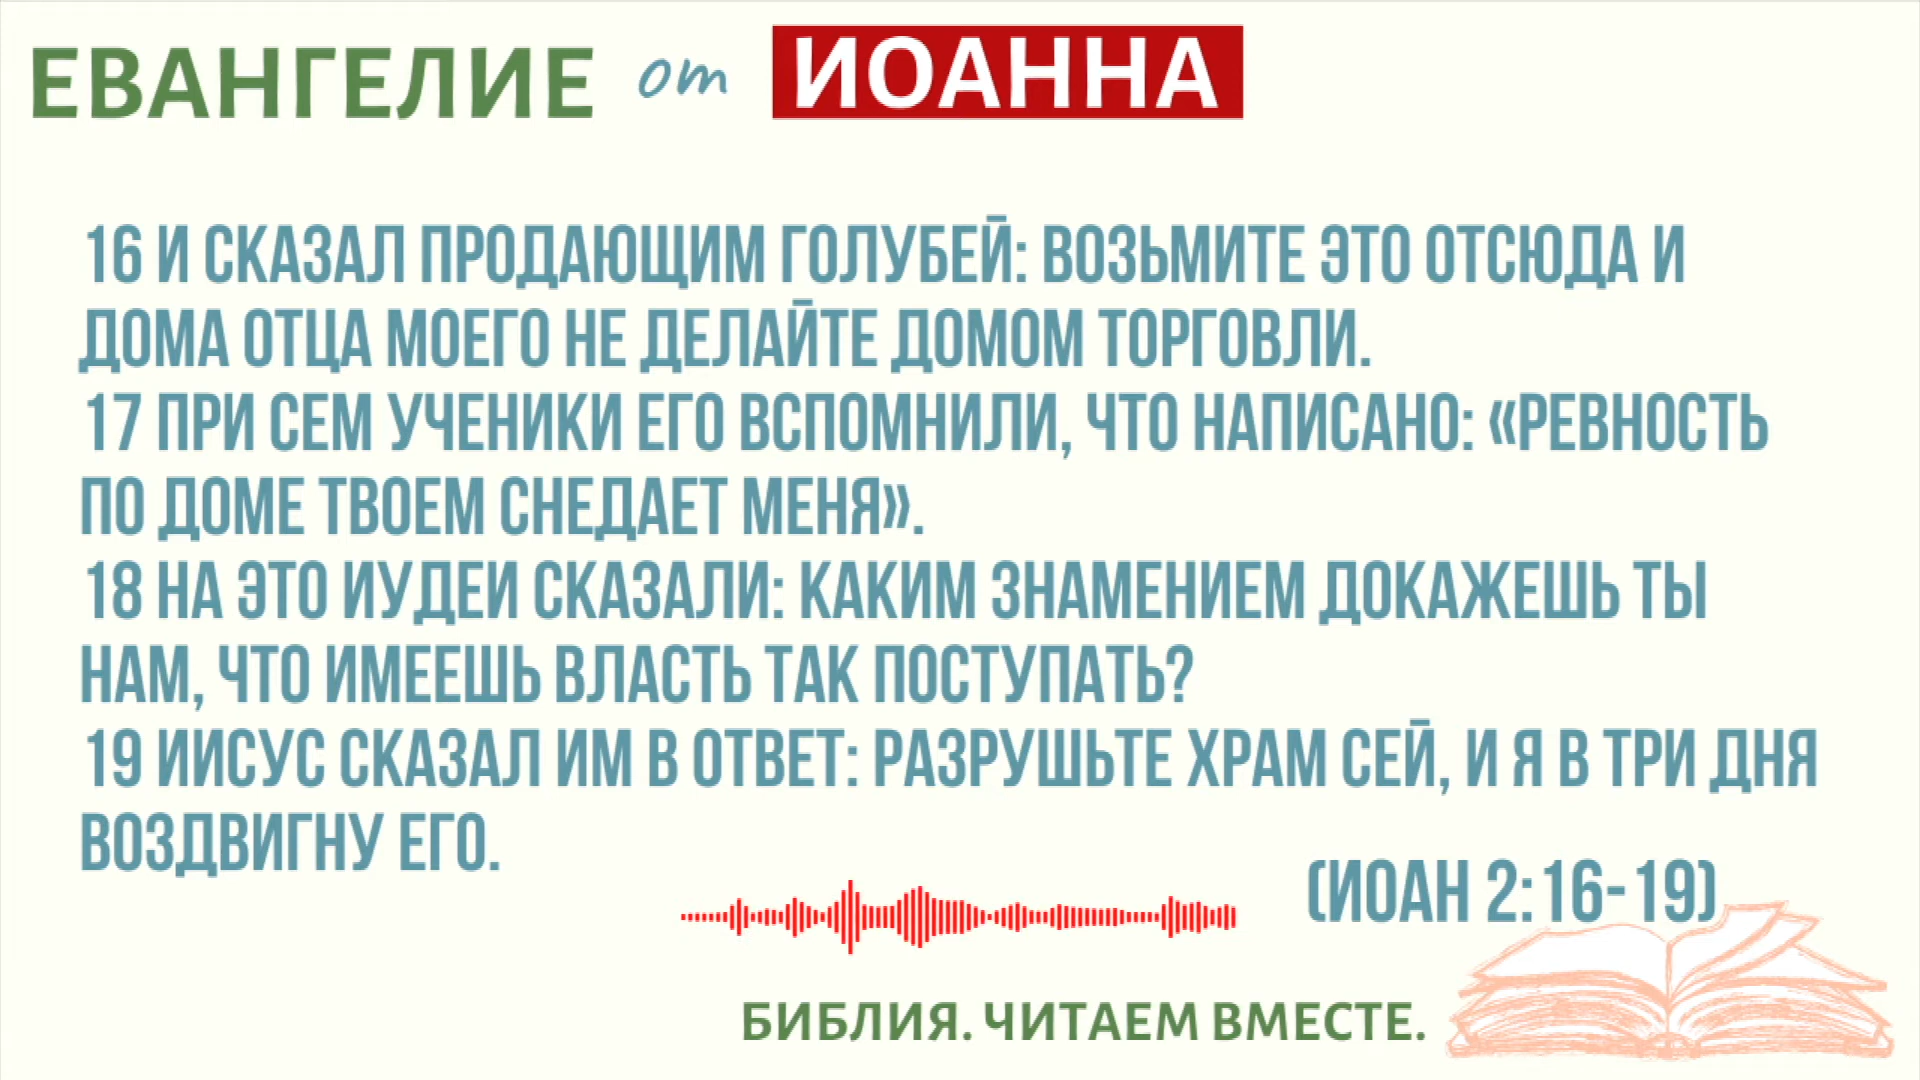 ЕВАНГЕЛИЕ от ИОАННА
16 И СКАЗАЛ ПРОДАЮЩИМ ГОЛУБЕЙ: ВОЗЬМИТЕ ЭТО ОТСЮДА И
ДОМА ОТЦА МОЕГО НЕ ДЕЛАЙТЕ ДОМОМ ТОРГОВЛИ.
17 ПРИ СЕМ УЧЕНИКИ ЕГО ВСПОМНИЛИ, ЧТО НАПИСАНО: «РЕВНОСТЬ
ПО ДОМЕ ТВОЕМ СНЕДАЕТ МЕНЯ».
18 НА ЭТО ИУДЕИ СКАЗАЛИ: КАКИМ ЗНАМЕНИЕМ ДОКАЖЕШЬ ТЫ
НАМ, ЧТО ИМЕЕШЬ ВЛАСТЬ ТАК ПОСТУПАТЬ?
19 ИИСУС СКАЗАЛ ИМ В ОТВЕТ: РАЗРУШЬТЕ ХРАМ СЕЙ, И Я В ТРИ ДНЯ
ВОЗДВИГНУ ЕГО.
(ИОАН 2:16-19)
БИБЛИЯ. ЧИТАЕМ ВМЕСТЕ.